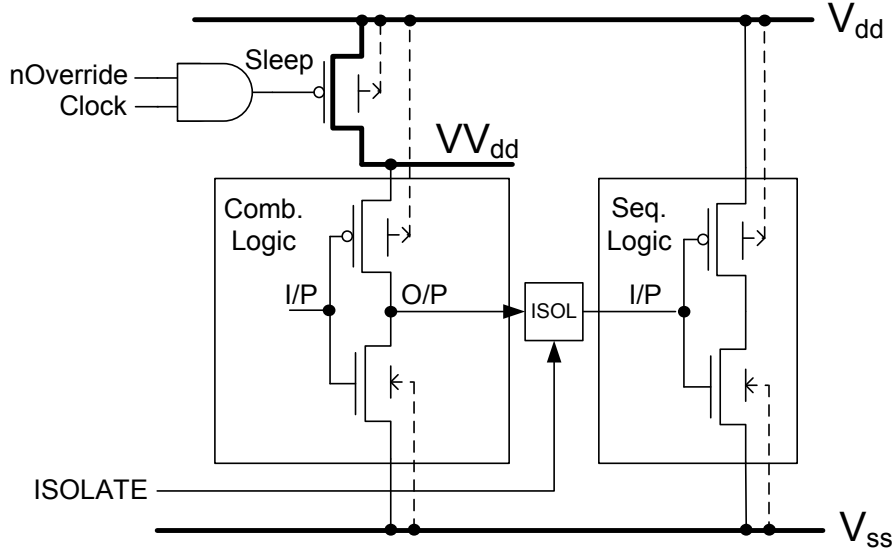 Vdd
Sleep
nOverride
Clock
VVdd
Comb.
Logic
Seq.
Logic
I/P
O/P
ISOL
I/P
ISOLATE
Vss